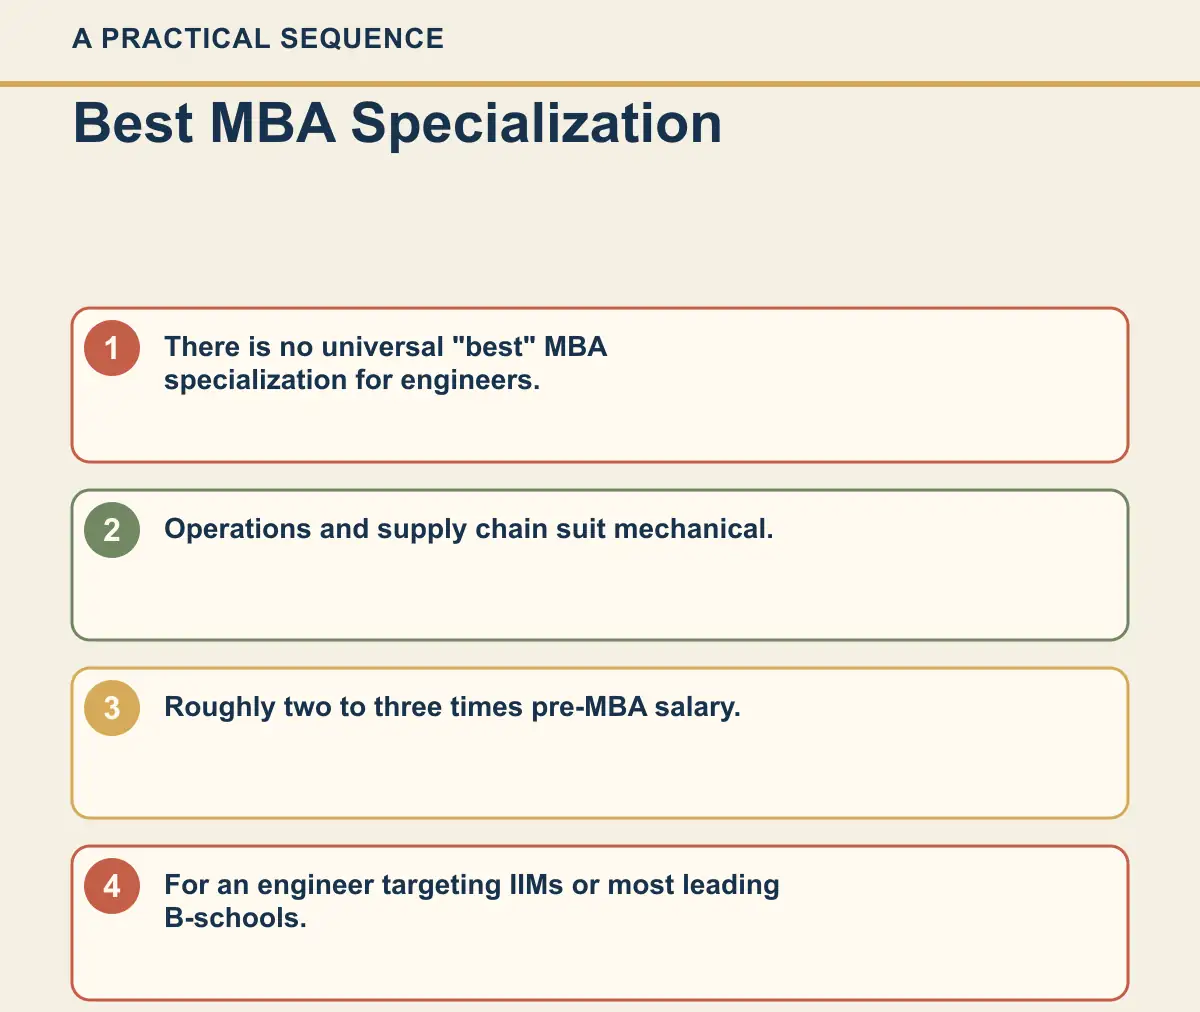 A PRACTICAL SEQUENCE
Best MBA Specialization
1
There is no universal "best" MBA
specialization for engineers.
2
Operations and supply chain suit mechanical.
3
Roughly two to three times pre-MBA salary.
4
For an engineer targeting IIMs or most leading
B-schools.